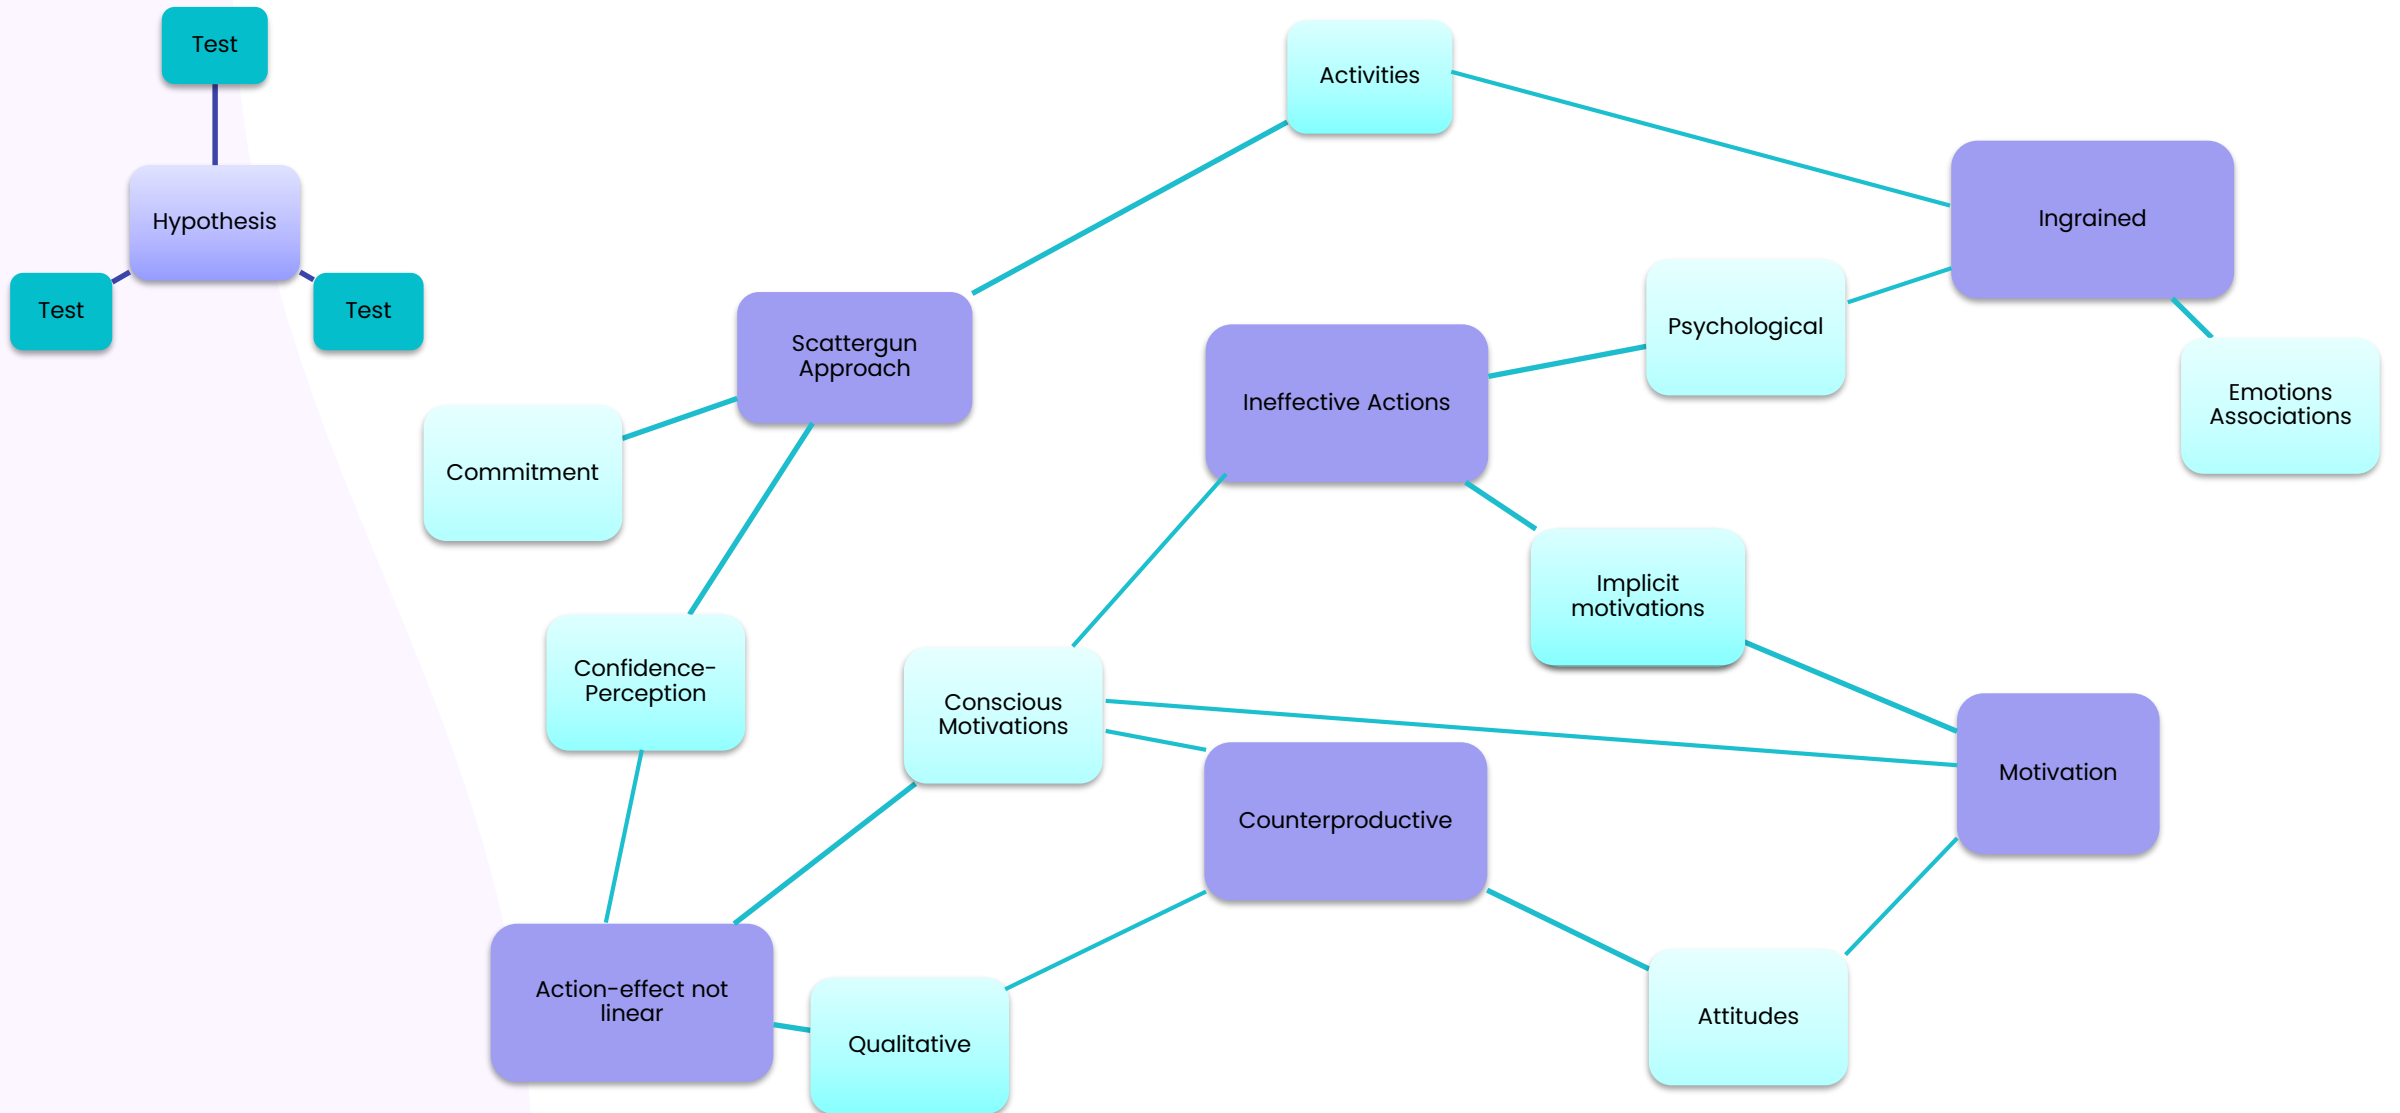 Test
Hypothesis
Test
Test
Activities
Ingrained
Scattergun
Approach
Psychological
Ineffective Actions
Emotions
Associations
Commitment
Implicit
motivations
Confidence-
Perception
Conscious
Motivations
Motivation
Counterproductive
Action-effect not
linear
Qualitative
Attitudes